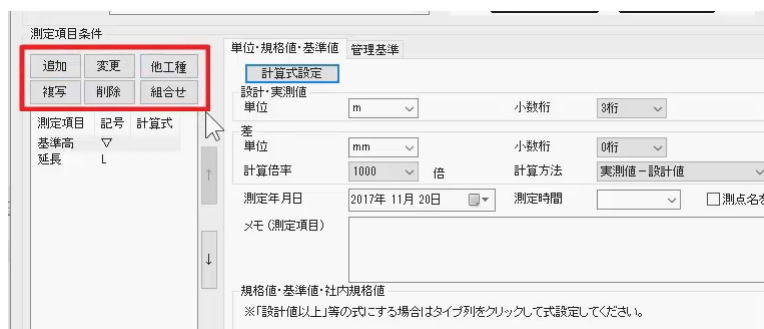 測定項目条件
追加 変更 他工種
複写 削除 組合せ
測定項目 記号 計算式
基準高 ▽
延長 L
↑
↓
単位・規格値・基準値 管理基準
計算式設定
設計・実測値
単位 m 小数桁 3桁
差
単位 mm 小数桁 0桁
計算倍率 1000 倍 計算方法 実測値－設計値
測定年月日 2017年 11月 20日 測定時間 測点名を
メモ（測定項目）
規格値・基準値・社内規格値
※「設計値以上」等の式にする場合はタイプ列をクリックして式設定してください。